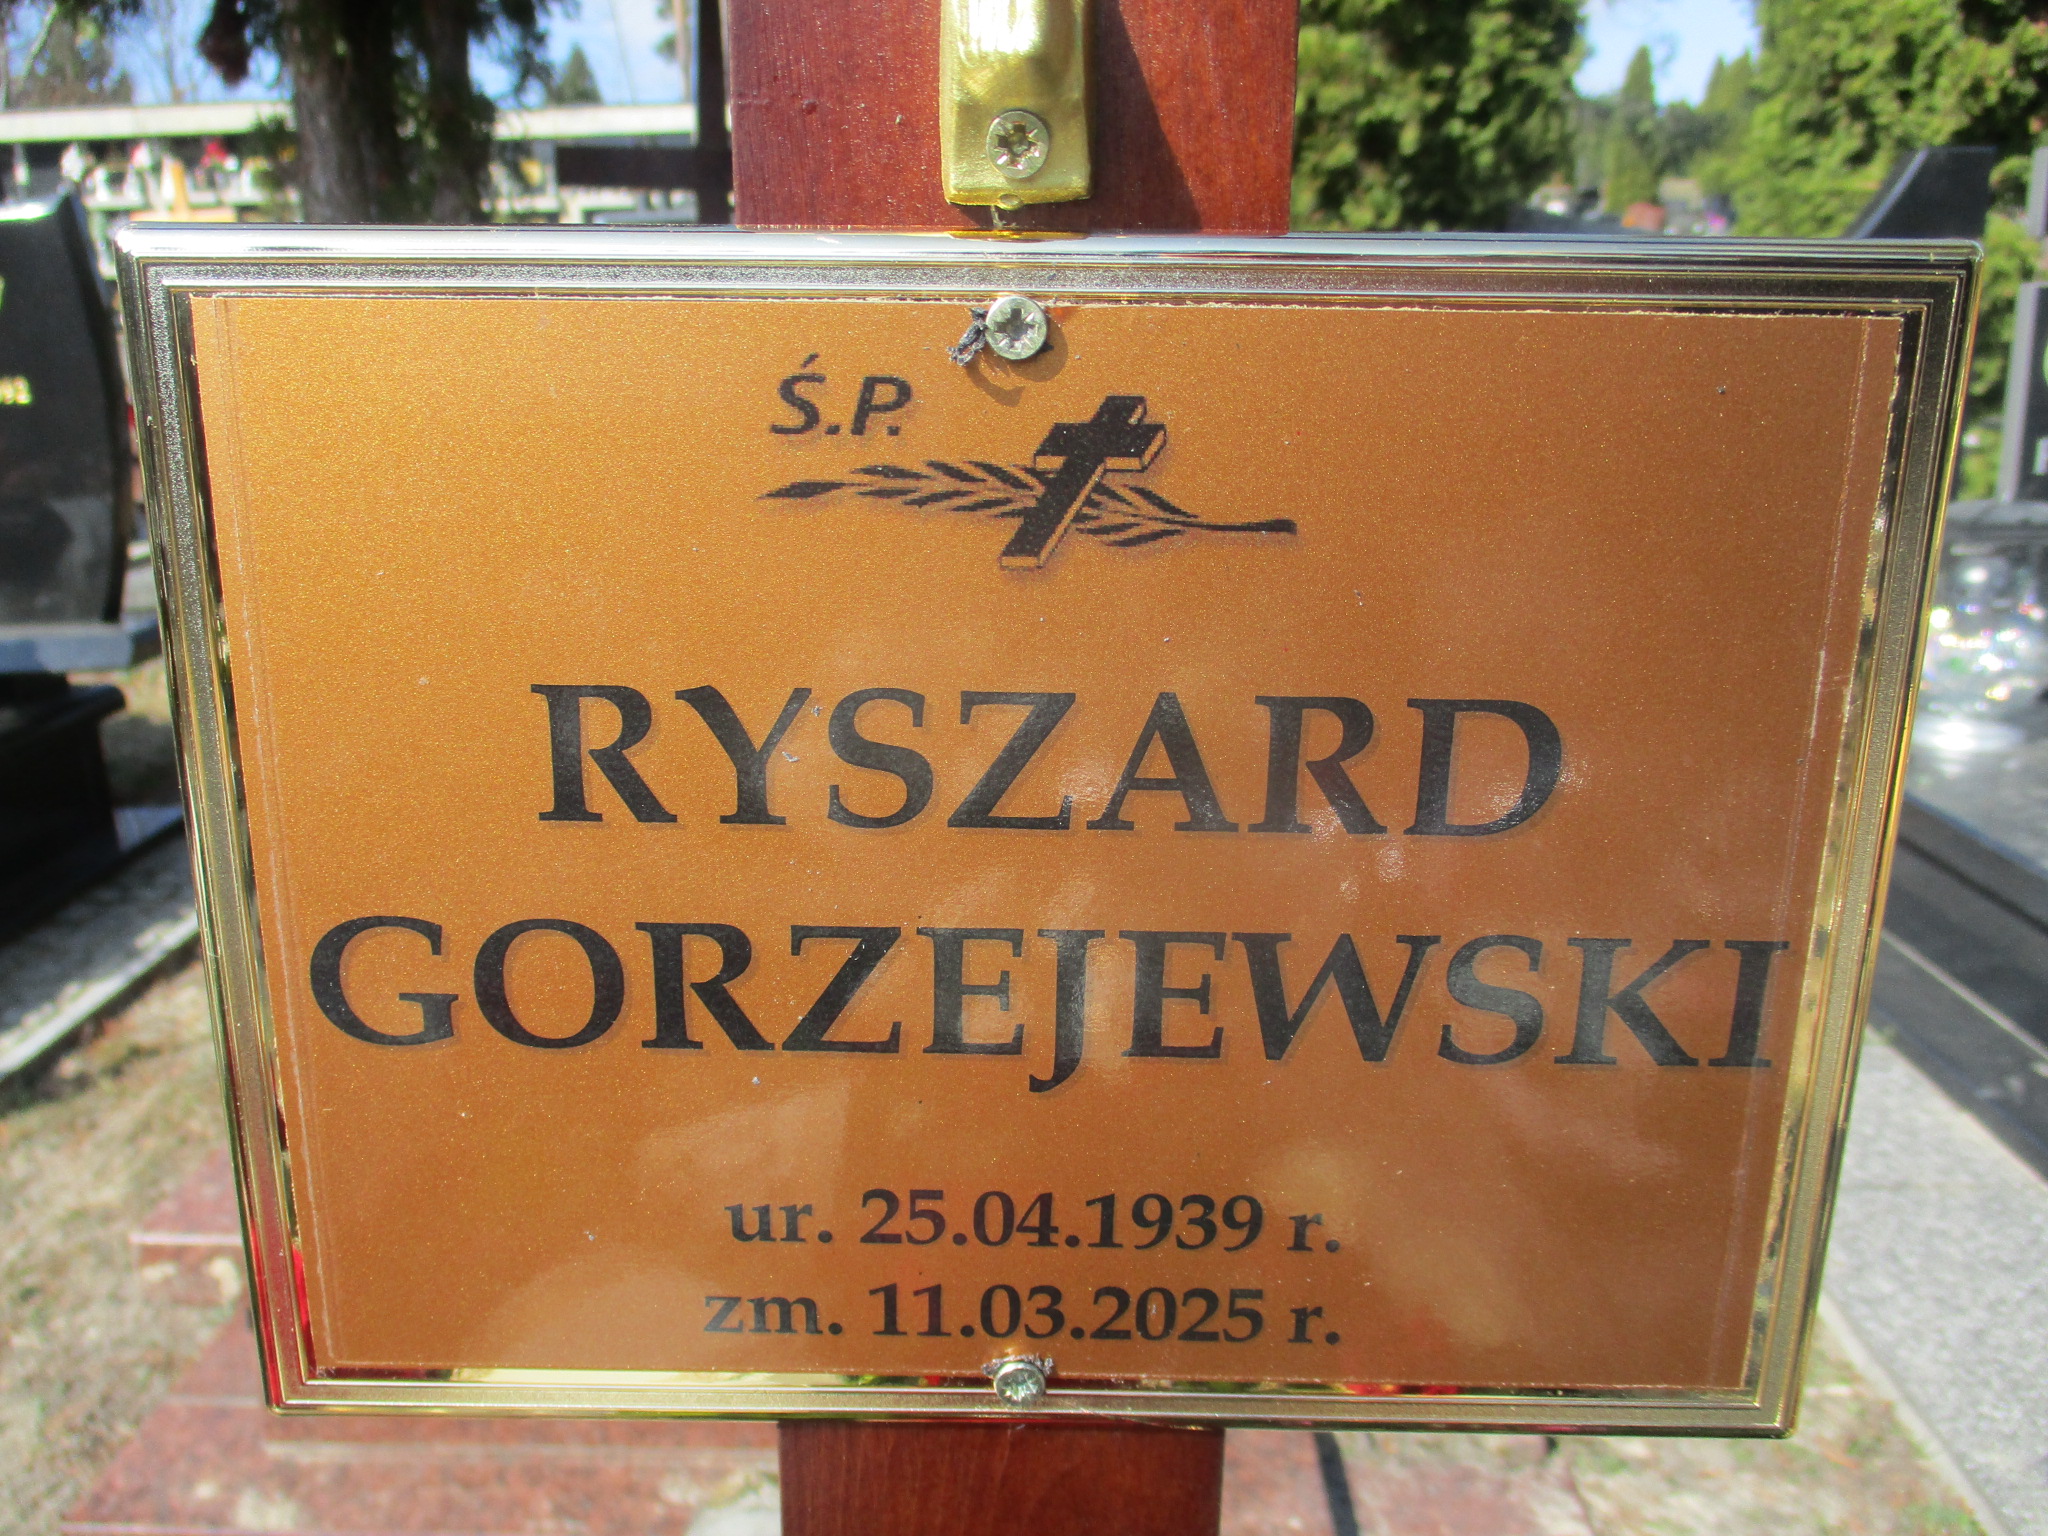 Ś.P.
RYSZARD
GORZEJEWSKI
ur. 25.04.1939 r.
zm. 11.03.2025 r.